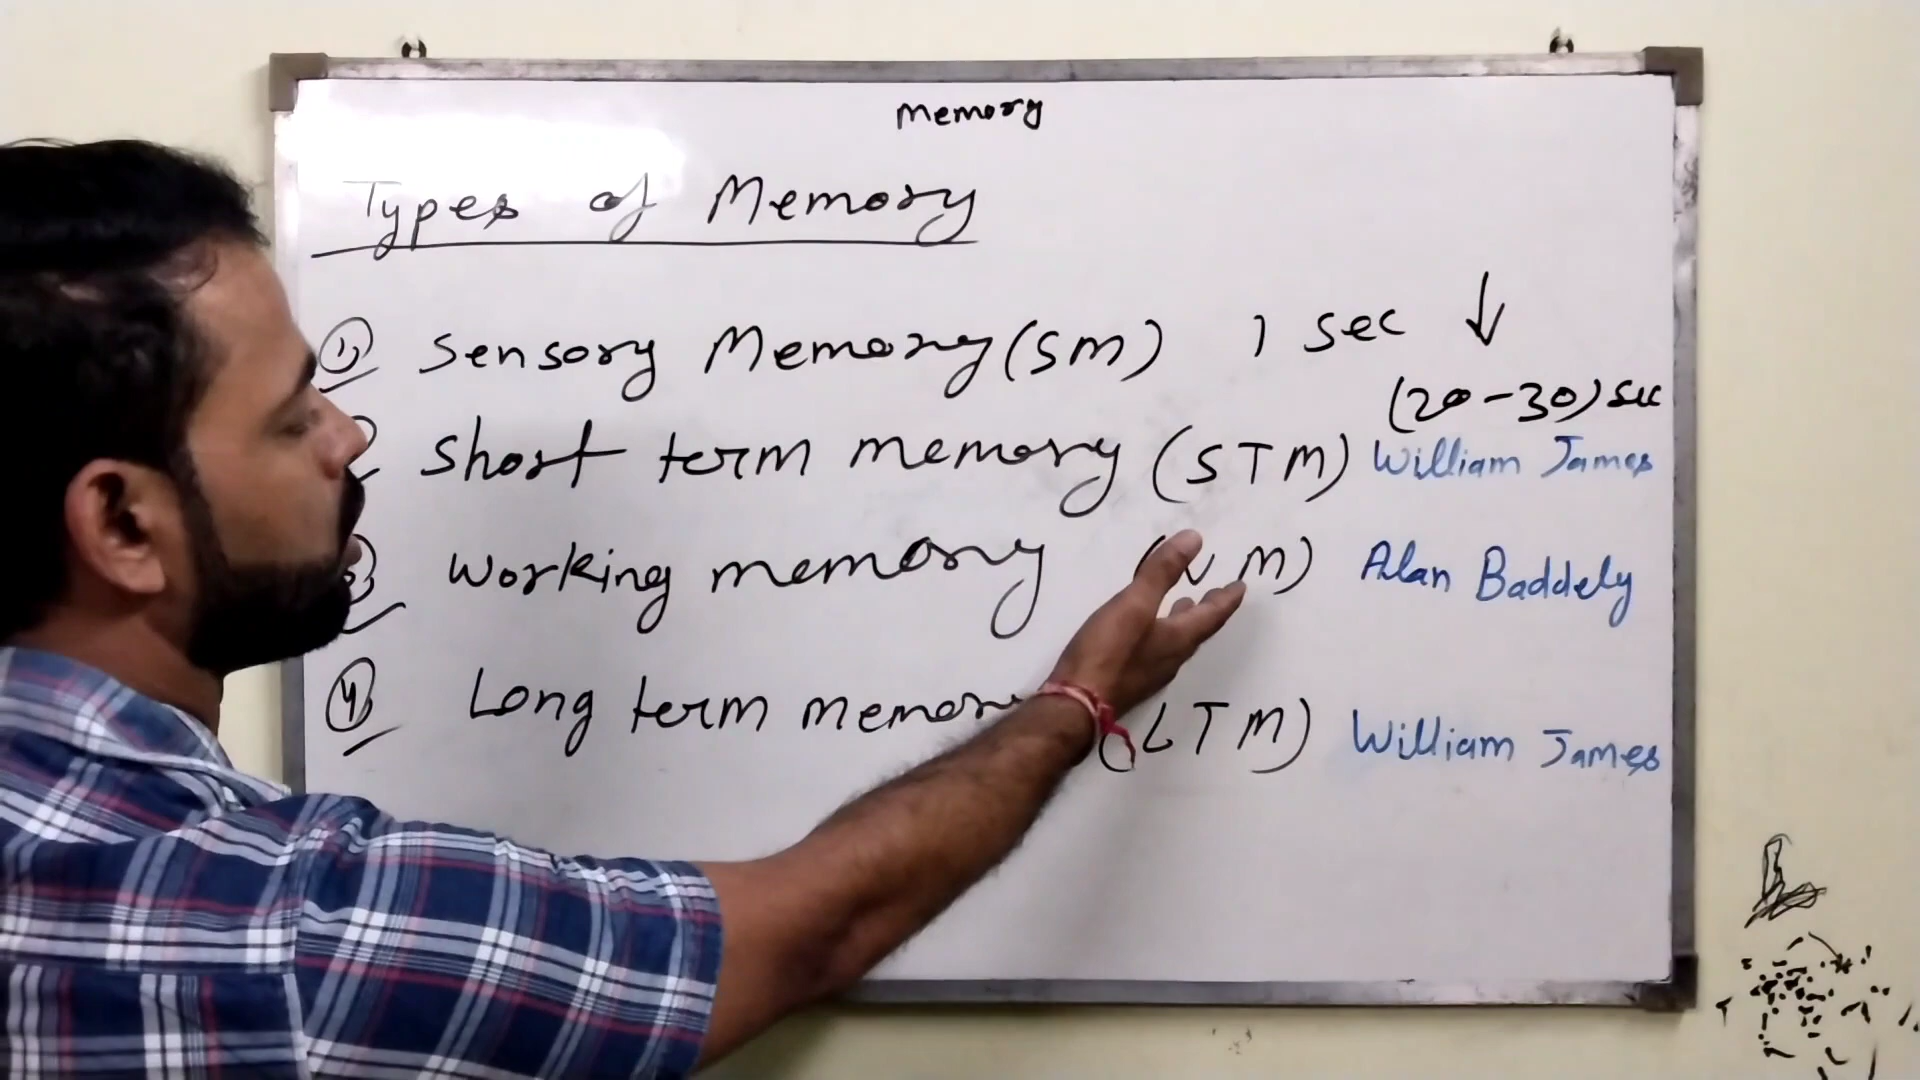 Memory
Types of Memory
1) Sensory Memory (SM) 1 sec ↓
(20-30) sec
Short term memory (STM) William James
Working memory M) Alan Baddely
4) Long term (LTM) William James